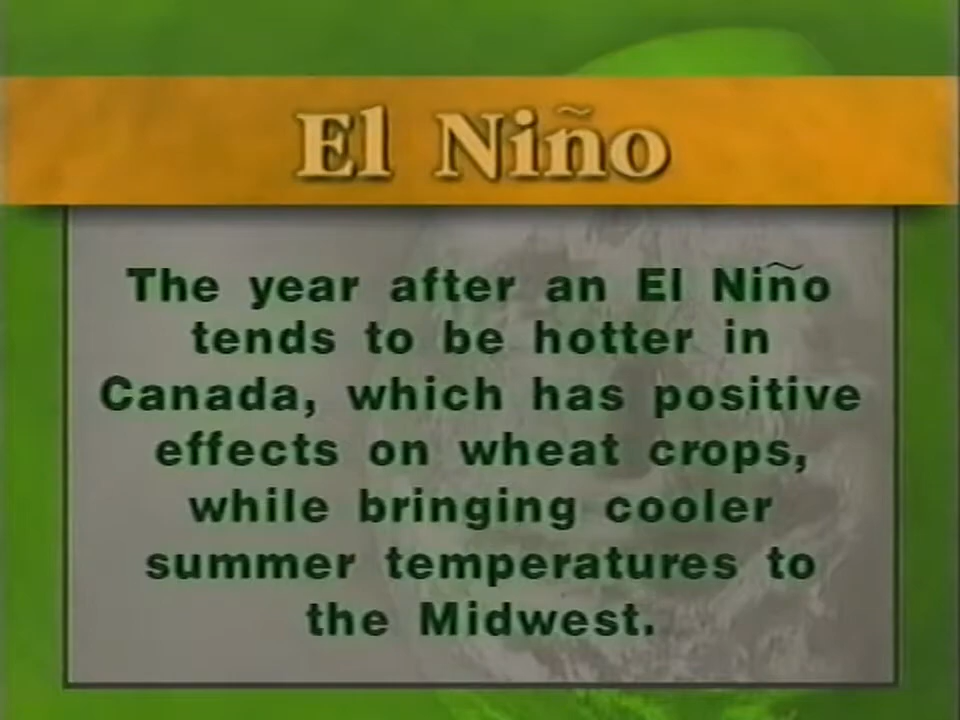 El Niño
The year after an El Niño
tends to be hotter in
Canada, which has positive
effects on wheat crops,
while bringing cooler
summer temperatures to
the Midwest.